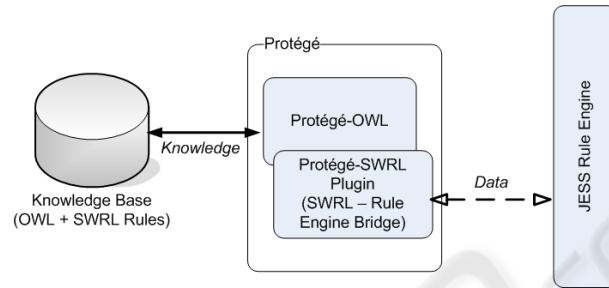 Protégé
Protégé-OWL
Knowledge
Protégé-SWRL
Plugin
(SWRL – Rule
Engine Bridge)
Data
JESS Rule Engine
Knowledge Base
(OWL + SWRL Rules)